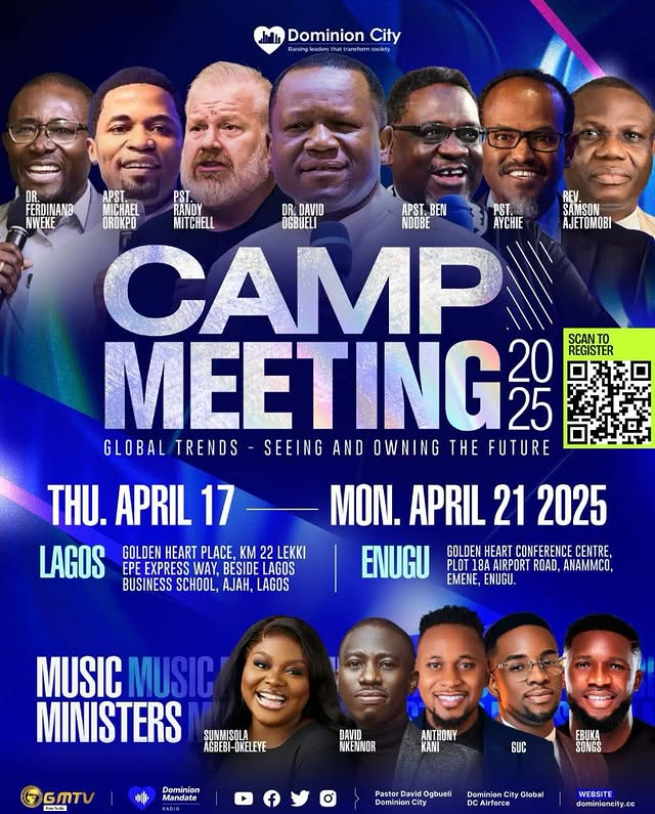 Dominion City
Raising leaders that transform society
DR.
FERDINAND
NWEKE
APST.
MICHAEL
OROKPO
PST.
RANDY
MITCHELL
DR. DAVID
OGBUELI
APST. BEN
NDOBE
PST.
AYCHIE
REV.
SAMSON
AJETOMOBI
CAMP
MEETING
20
25
SCAN TO
REGISTER
GLOBAL TRENDS - SEEING AND OWNING THE FUTURE
THU. APRIL 17
MON. APRIL 21 2025
LAGOS
GOLDEN HEART PLACE, KM 22 LEKKI
EPE EXPRESS WAY, BESIDE LAGOS
BUSINESS SCHOOL, AJAH, LAGOS
ENUGU
GOLDEN HEART CONFERENCE CENTRE,
PLOT 18A AIRPORT ROAD, ANAMMCO,
EMENE, ENUGU.
MUSIC MUSIC
MINISTERS
SUNMISOLA
AGBEBI-OKELEYE
DAVID
NKENNOR
ANTHONY
KANI
GUC
EBUKA
SONGS
GMTV
Dominion
Mandate
RADIO
Pastor David Ogbueli
Dominion City
Dominion City Global
DC Airforce
WEBSITE
dominioncity.cc